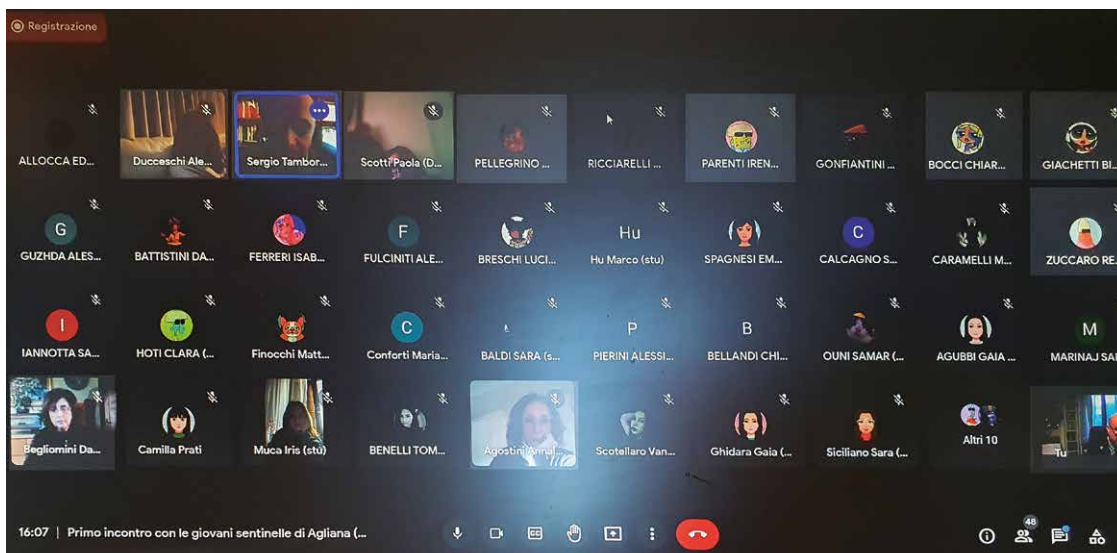 Registrazione
ALLOCCA ED...
Ducceschi Ale...
Sergio Tambor...
Scotti Paola (D...
PELLEGRINO ...
RICCIARELLI ...
PARENTI IREN...
GONFIANTINI ...
BOCCI CHIAR...
GIACHETTI BI...
G
GUZHDA ALES...
BATTISTINI DA...
FERRERI ISAB...
F
FULCINITI ALE...
BRESCHI LUCI...
Hu
Hu Marco (stu)
SPAGNESI EM...
C
CALCAGNO S...
CARAMELLI M...
ZUCCARO RE...
I
IANNOTTA SA...
HOTI CLARA (...
Finocchi Matt...
C
Conforti Maria...
BALDI SARA (s...
P
PIERINI ALESSI...
B
BELLANDI CHI...
OUNI SAMAR (...
AGUBBI GAIA ...
M
MARINAJ SAI
Begliomini Da...
Camilla Prati
Muca Iris (stu)
BENELLI TOM...
Agostini Annal...
Scotellaro Van...
Ghidara Gaia (...
Siciliano Sara (...
Altri 10
Tu
16:07 | Primo incontro con le giovani sentinelle di Agliana (...
CC
48